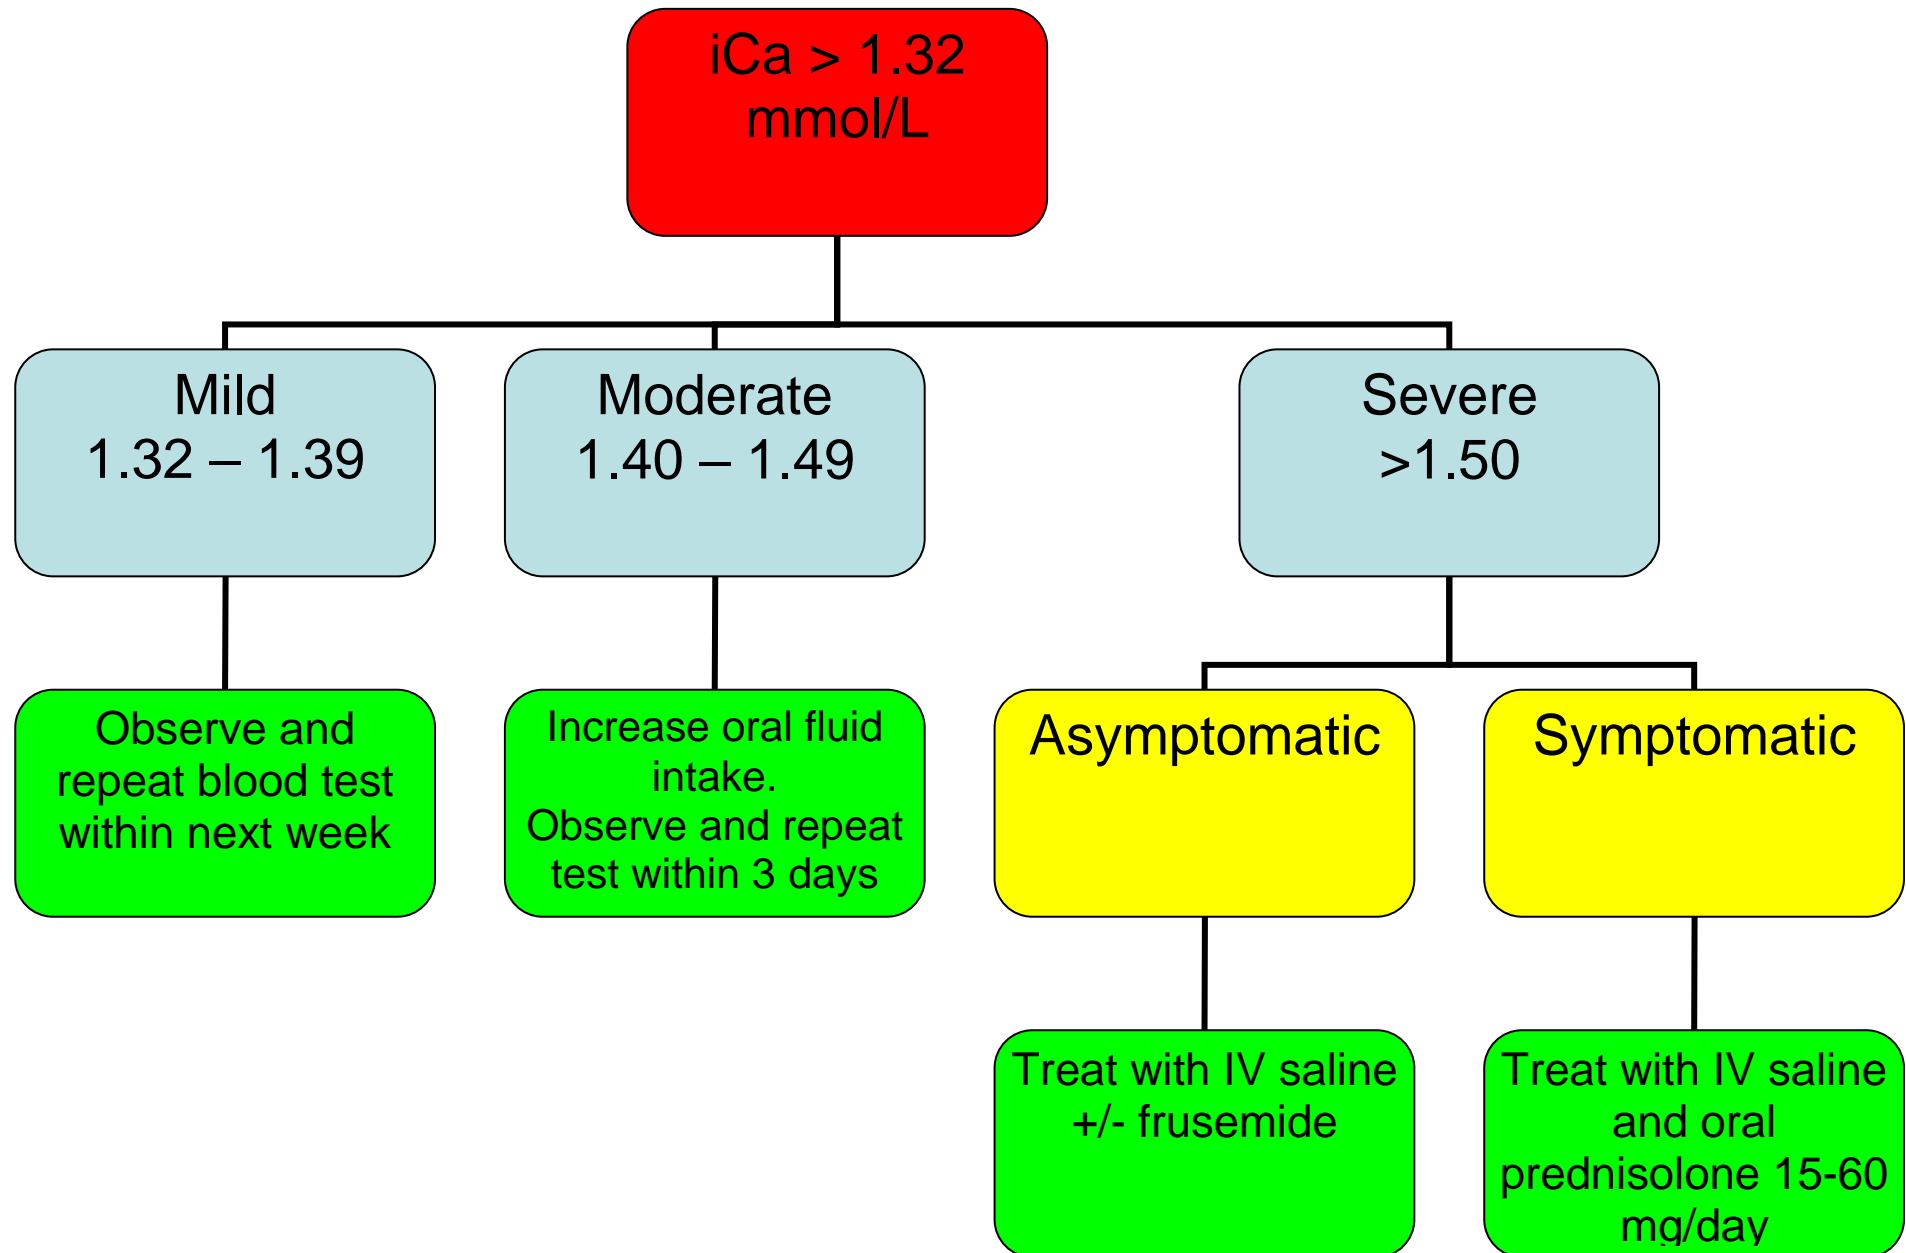 iCa > 1.32
mmol/L
Mild
1.32 – 1.39
Moderate
1.40 – 1.49
Severe
>1.50
Observe and
repeat blood test
within next week
Increase oral fluid
intake.
Observe and repeat
test within 3 days
Asymptomatic
Symptomatic
Treat with IV saline
+/- frusemide
Treat with IV saline
and oral
prednisolone 15-60
mg/day